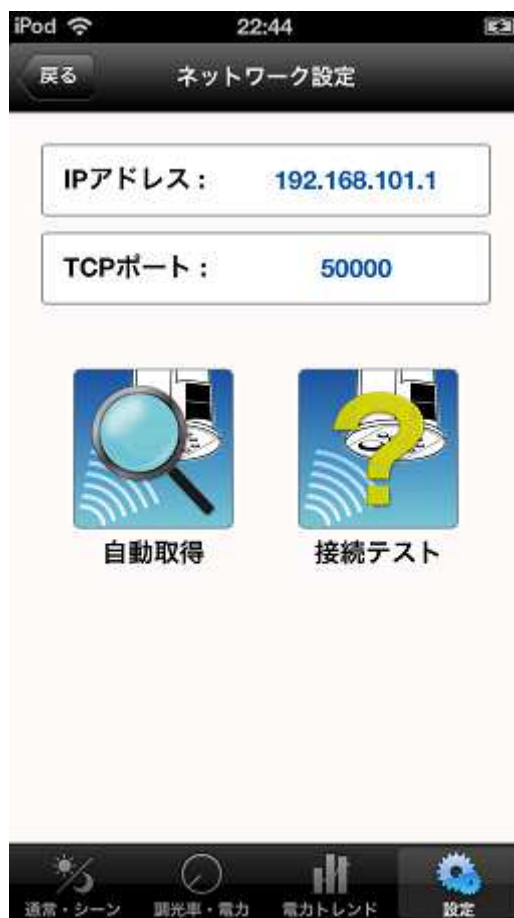 iPod 22:44
戻る ネットワーク設定
IPアドレス： 192.168.101.1
TCPポート： 50000
自動取得 接続テスト
通常・シーン 調光率・電力 電力トレンド 設定